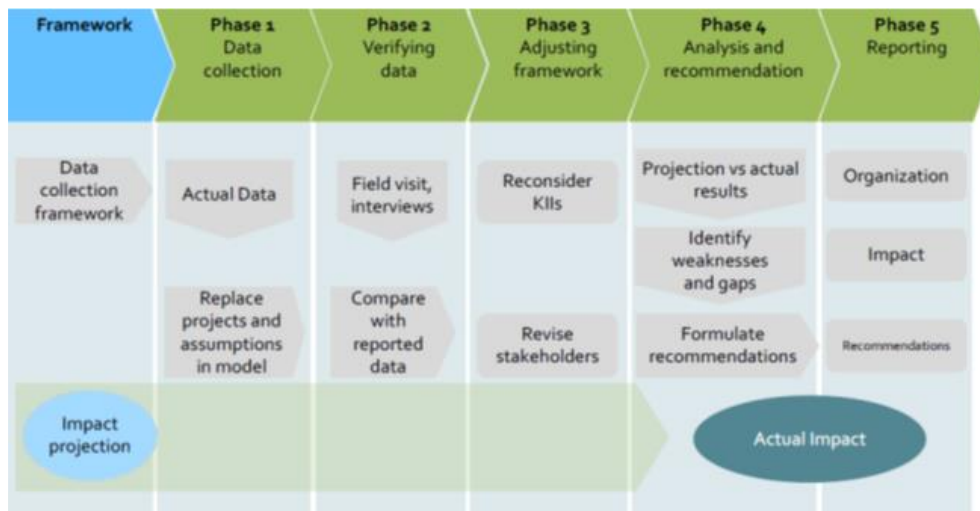 Framework
Phase 1
Data
collection
Phase 2
Verifying
data
Phase 3
Adjusting
framework
Phase 4
Analysis and
recommendation
Phase 5
Reporting
Data
collection
framework
Actual Data
Field visit,
interviews
Reconsider
KIIs
Projection vs actual
results
Organization
Identify
weaknesses
and gaps
Impact
Replace
projects and
assumptions
in model
Compare
with
reported
data
Revise
stakeholders
Formulate
recommendations
Recommendations
Impact
projection
Actual Impact